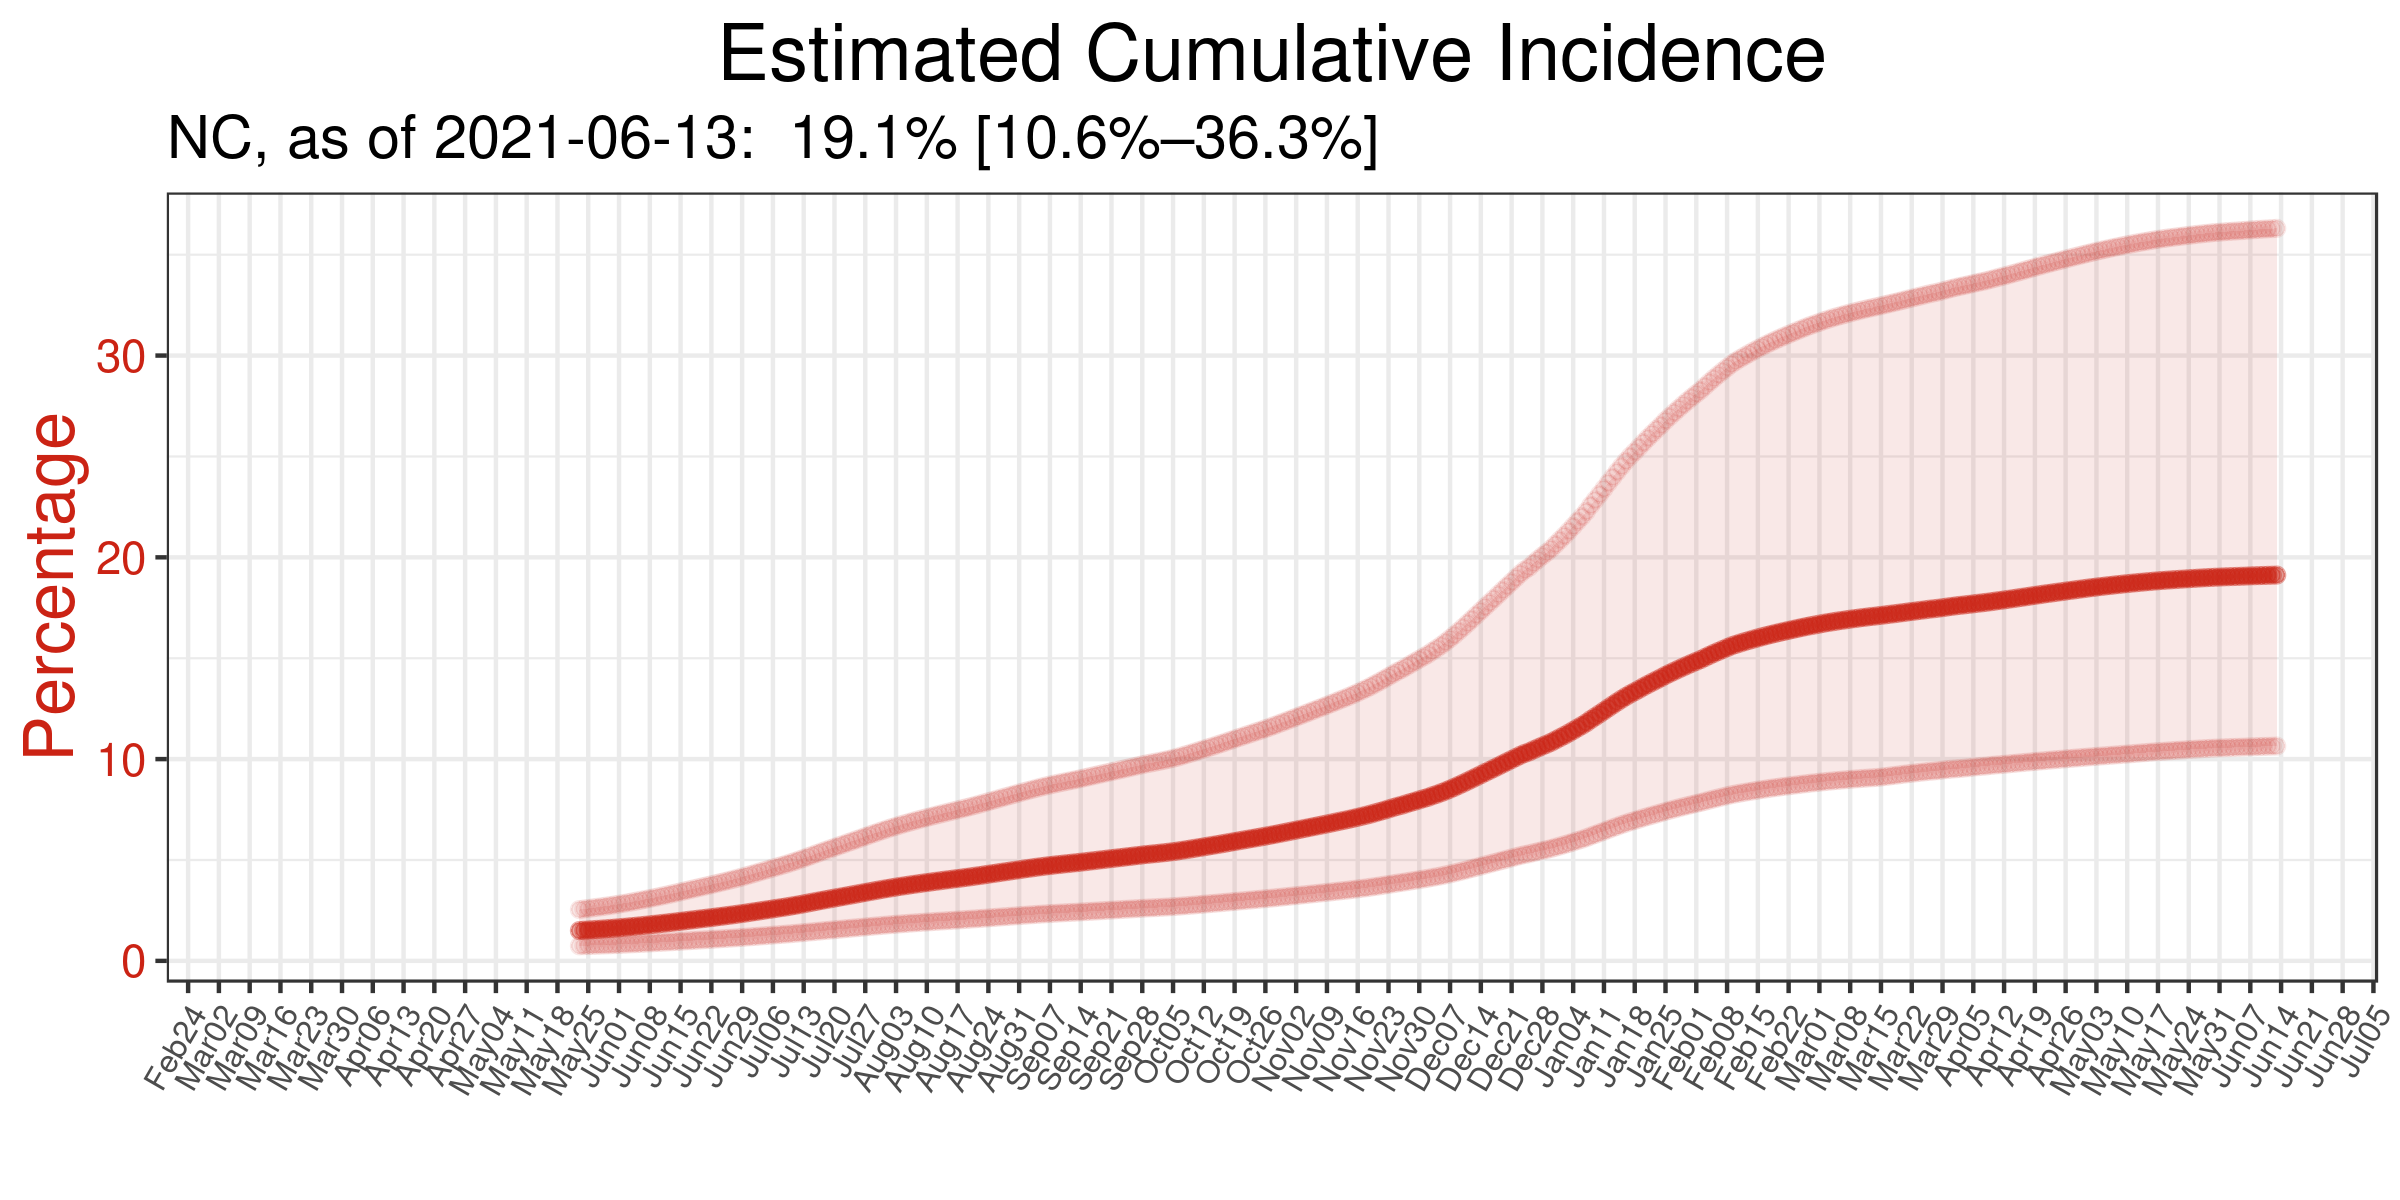 Estimated Cumulative Incidence
NC, as of 2021-06-13:  19.1% [10.6%–36.3%]
Percentage
30
20
10
0
Feb24
Mar02
Mar09
Mar16
Mar23
Mar30
Apr06
Apr13
Apr20
Apr27
May04
May11
May18
May25
Jun01
Jun08
Jun15
Jun22
Jun29
Jul06
Jul13
Jul20
Jul27
Aug03
Aug10
Aug17
Aug24
Aug31
Sep07
Sep14
Sep21
Sep28
Oct05
Oct12
Oct19
Oct26
Nov02
Nov09
Nov16
Nov23
Nov30
Dec07
Dec14
Dec21
Dec28
Jan04
Jan11
Jan18
Jan25
Feb01
Feb08
Feb15
Feb22
Mar01
Mar08
Mar15
Mar22
Mar29
Apr05
Apr12
Apr19
Apr26
May03
May10
May17
May24
May31
Jun07
Jun14
Jun21
Jun28
Jul05